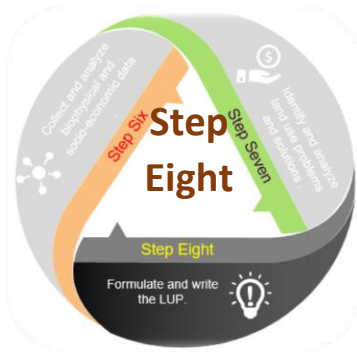 Collect and analyze
biophysical and
socio-economic data
.
Step Six
Step
Eight
Step Seven
$
Identify and analyze
land use problems
and solutions .
Step Eight
Formulate and write
the LUP.